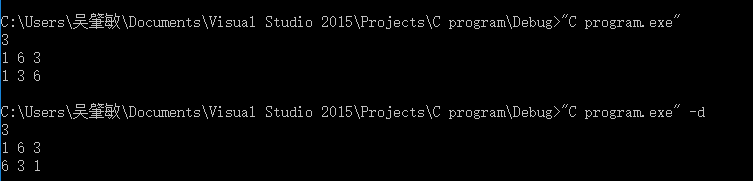 C:\Users\吴肇敏\Documents\Visual Studio 2015\Projects\C program\Debug>"C program.exe"
3
1 6 3
1 3 6
C:\Users\吴肇敏\Documents\Visual Studio 2015\Projects\C program\Debug>"C program.exe" -d
3
1 6 3
6 3 1